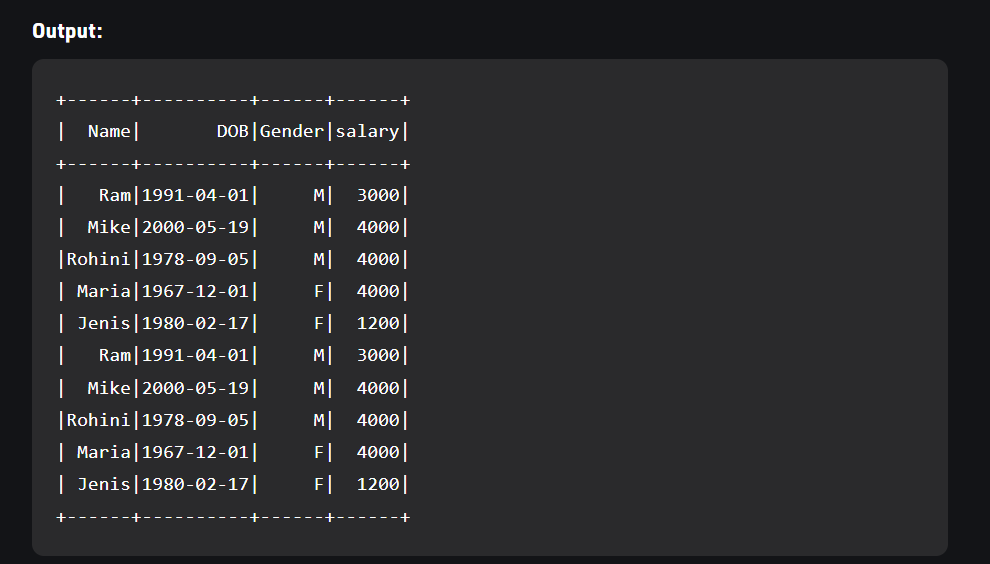 Output:
+------+----------+------+------+
|  Name|       DOB|Gender|salary|
+------+----------+------+------+
|   Ram|1991-04-01|     M|  3000|
|  Mike|2000-05-19|     M|  4000|
|Rohini|1978-09-05|     M|  4000|
| Maria|1967-12-01|     F|  4000|
| Jenis|1980-02-17|     F|  1200|
|   Ram|1991-04-01|     M|  3000|
|  Mike|2000-05-19|     M|  4000|
|Rohini|1978-09-05|     M|  4000|
| Maria|1967-12-01|     F|  4000|
| Jenis|1980-02-17|     F|  1200|
+------+----------+------+------+